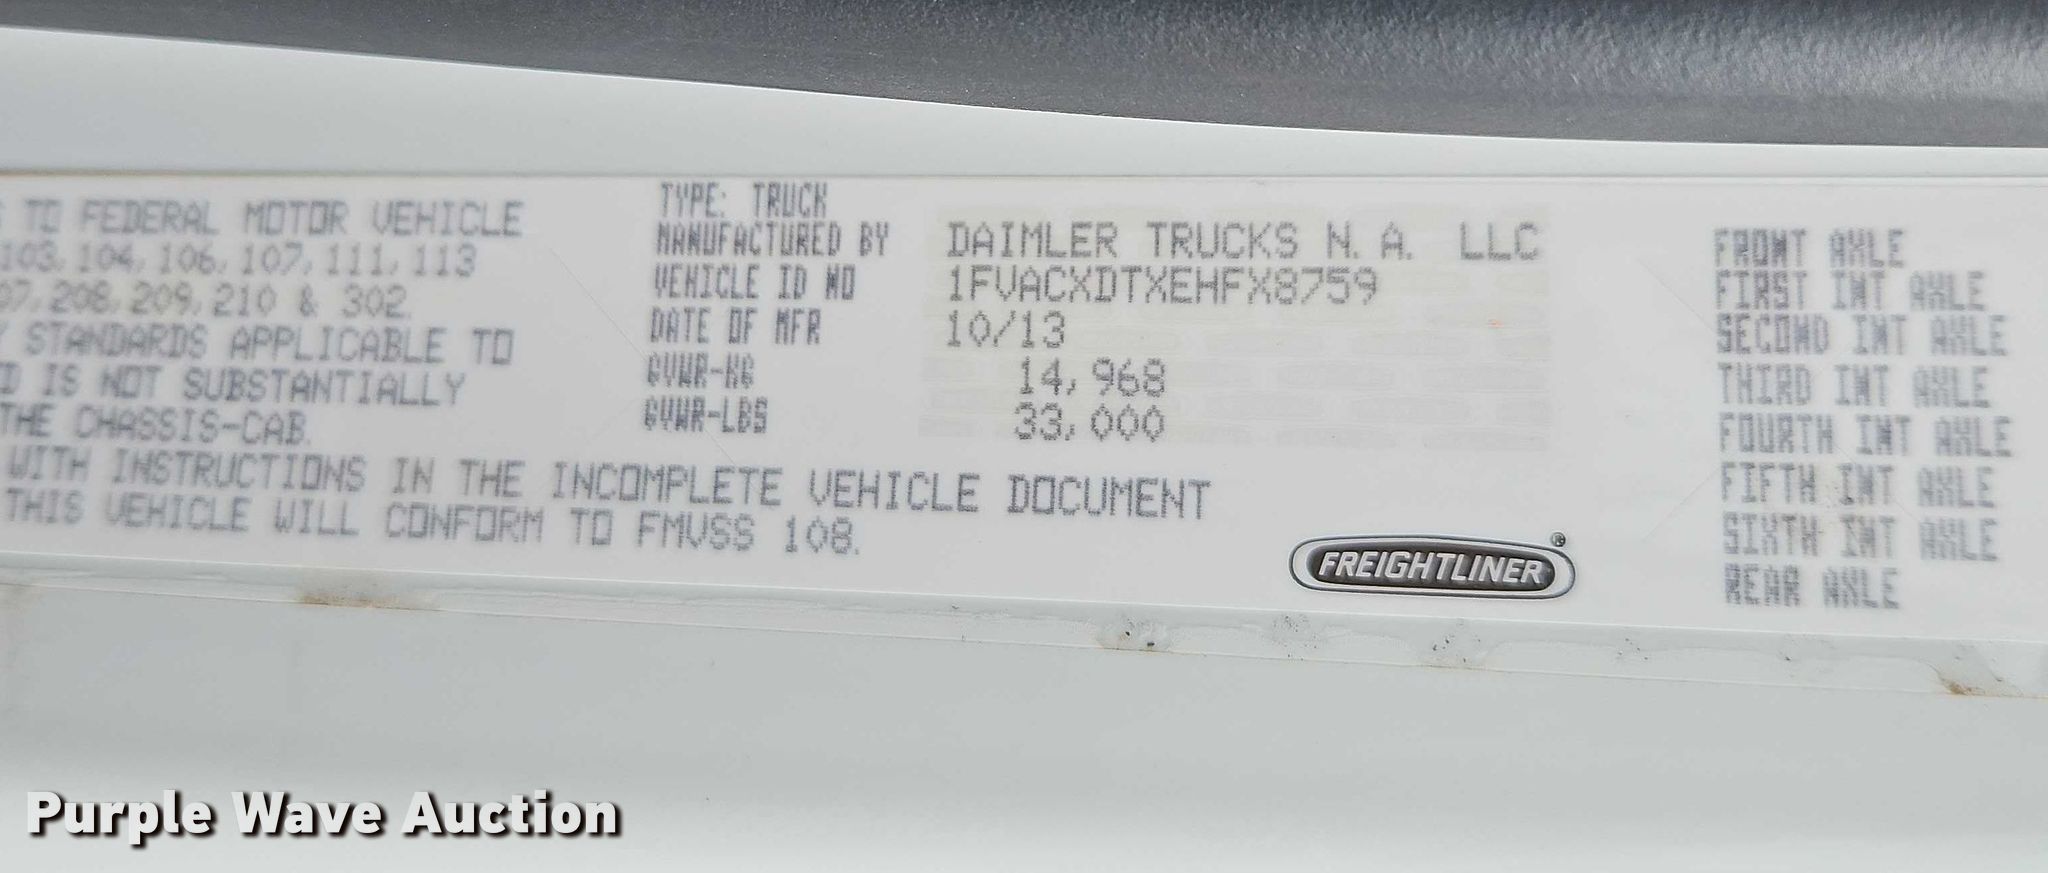 TO FEDERAL MOTOR VEHICLE
103, 104, 106, 107, 111, 113
07, 208, 209, 210 & 302.
Y STANDARDS APPLICABLE TO
D IS NOT SUBSTANTIALLY
THE CHASSIS-CAB.
WITH INSTRUCTIONS IN THE INCOMPLETE VEHICLE DOCUMENT
THIS VEHICLE WILL CONFORM TO FMVSS 108.
TYPE: TRUCK
MANUFACTURED BY DAIMLER TRUCKS N. A. LLC
VEHICLE ID NO 1FVACXDTXEHFX8759
DATE OF MFR 10/13
GVWR-KG 14,968
GVWR-LBS 33,000
FREIGHTLINER®
FRONT AXLE
FIRST INT AXLE
SECOND INT AXLE
THIRD INT AXLE
FOURTH INT AXLE
FIFTH INT AXLE
SIXTH INT AXLE
REAR AXLE
Purple Wave Auction